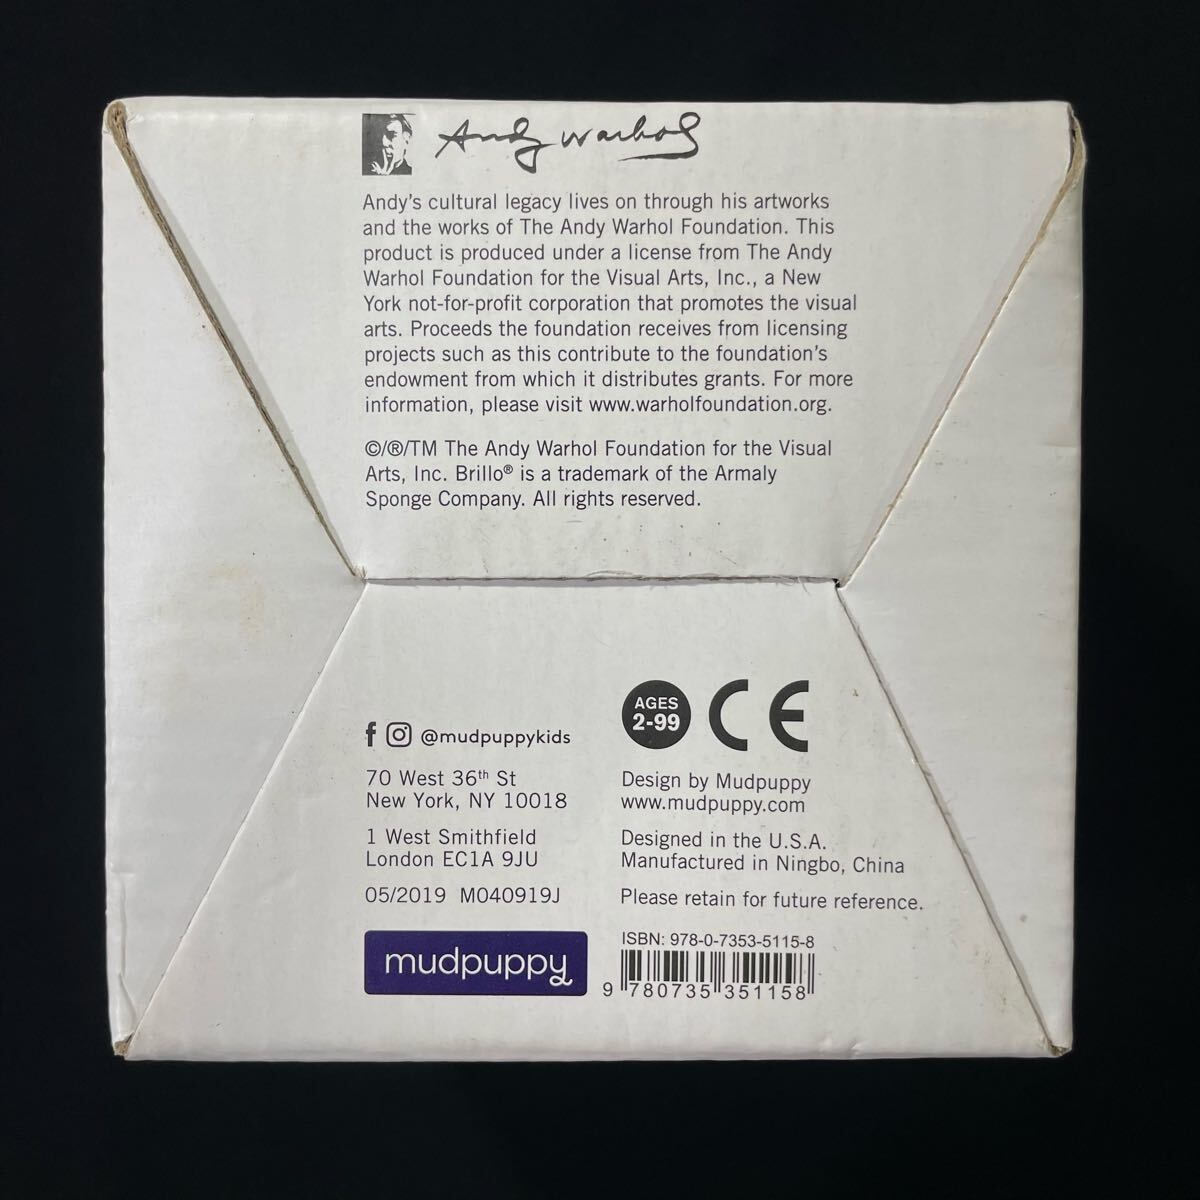 Andy Warhol
Andy's cultural legacy lives on through his artworks
and the works of The Andy Warhol Foundation. This
product is produced under a license from The Andy
Warhol Foundation for the Visual Arts, Inc., a New
York not-for-profit corporation that promotes the visual
arts. Proceeds the foundation receives from licensing
projects such as this contribute to the foundation's
endowment from which it distributes grants. For more
information, please visit www.warholfoundation.org.
©/®/TM The Andy Warhol Foundation for the Visual
Arts, Inc. Brillo® is a trademark of the Armaly
Sponge Company. All rights reserved.
f @mudpuppykids
70 West 36th St
New York, NY 10018
1 West Smithfield
London EC1A 9JU
05/2019 M040919J
mudpuppy
AGES
2-99
CE
Design by Mudpuppy
www.mudpuppy.com
Designed in the U.S.A.
Manufactured in Ningbo, China
Please retain for future reference.
ISBN: 978-0-7353-5115-8
9 780735 351158